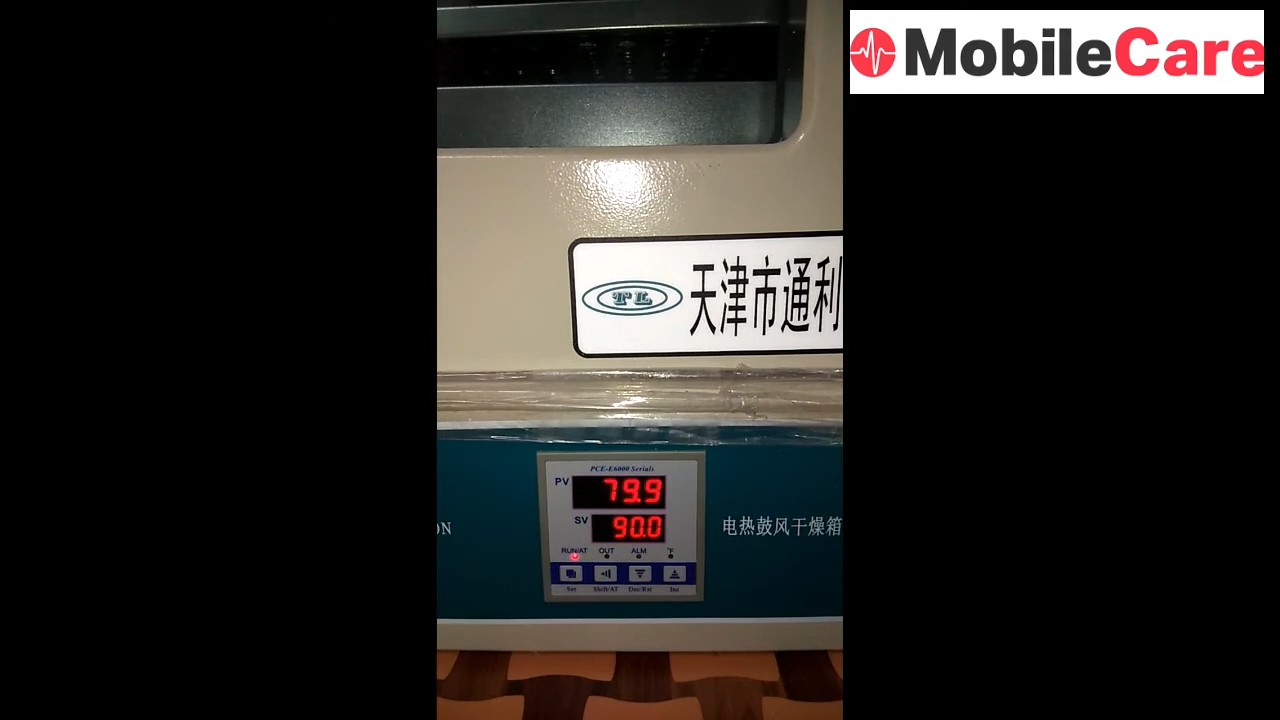 MobileCare
TL 天津市通利
PCE-E6000 Serials
PV 79.9
SV 90.0
RUN/AT OUT ALM °F
ON
电热鼓风干燥箱
Set Shift/AT Dec/Rst Inc